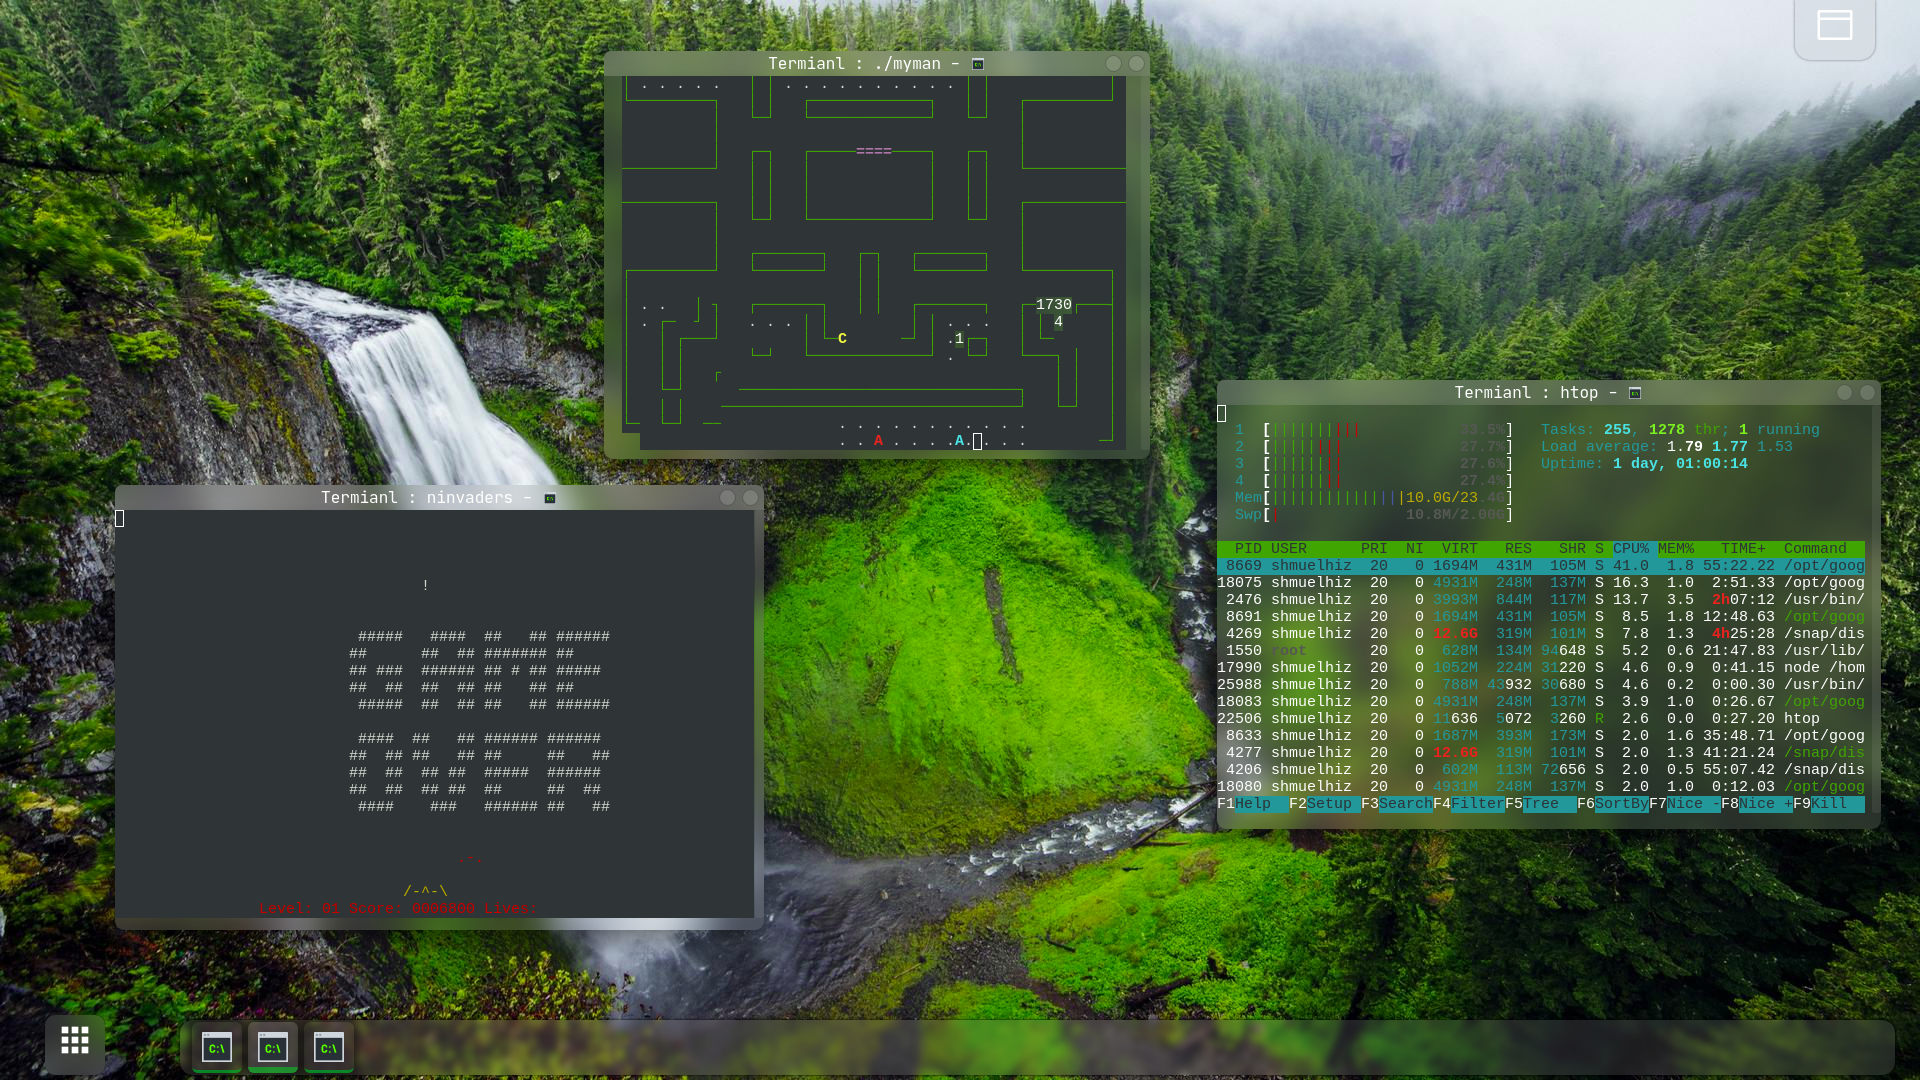 Termianl : ./myman -
====
1730
4
C
1
A A
Termianl : htop -
1 [||||||||||| 33.5%] Tasks: 255, 1278 thr; 1 running
2 [||||||||| 27.7%] Load average: 1.79 1.77 1.53
3 [||||||||| 27.6%] Uptime: 1 day, 01:00:14
4 [||||||||| 27.4%]
Mem[|||||||||||||||10.0G/23.4G]
Swp[ 10.8M/2.00G]
PID USER PRI NI VIRT RES SHR S CPU% MEM% TIME+ Command
8669 shmuelhiz 20 0 1694M 431M 105M S 41.0 1.8 55:22.22 /opt/goog
18075 shmuelhiz 20 0 4931M 248M 137M S 16.3 1.0 2:51.33 /opt/goog
2476 shmuelhiz 20 0 3993M 844M 117M S 13.7 3.5 2h07:12 /usr/bin/
8691 shmuelhiz 20 0 1694M 431M 105M S 8.5 1.8 12:48.63 /opt/goog
4269 shmuelhiz 20 0 12.6G 319M 101M S 7.8 1.3 4h25:28 /snap/dis
1550 root 20 0 628M 134M 94648 S 5.2 0.6 21:47.83 /usr/lib/
17990 shmuelhiz 20 0 1052M 224M 31220 S 4.6 0.9 0:41.15 node /hom
25988 shmuelhiz 20 0 788M 43932 30680 S 4.6 0.2 0:00.30 /usr/bin/
18083 shmuelhiz 20 0 4931M 248M 137M S 3.9 1.0 0:26.67 /opt/goog
22506 shmuelhiz 20 0 11636 5072 3260 R 2.6 0.0 0:27.20 htop
8633 shmuelhiz 20 0 1687M 393M 173M S 2.0 1.6 35:48.71 /opt/goog
4277 shmuelhiz 20 0 12.6G 319M 101M S 2.0 1.3 41:21.24 /snap/dis
4206 shmuelhiz 20 0 602M 113M 72656 S 2.0 0.5 55:07.42 /snap/dis
18080 shmuelhiz 20 0 4931M 248M 137M S 2.0 1.0 0:12.03 /opt/goog
F1Help F2Setup F3SearchF4FilterF5Tree F6SortByF7Nice -F8Nice +F9Kill
Termianl : ninvaders -
!
GAME
OVER
/-^-\
Level: 01 Score: 0006000 Lives:
C:\ C:\ C:\